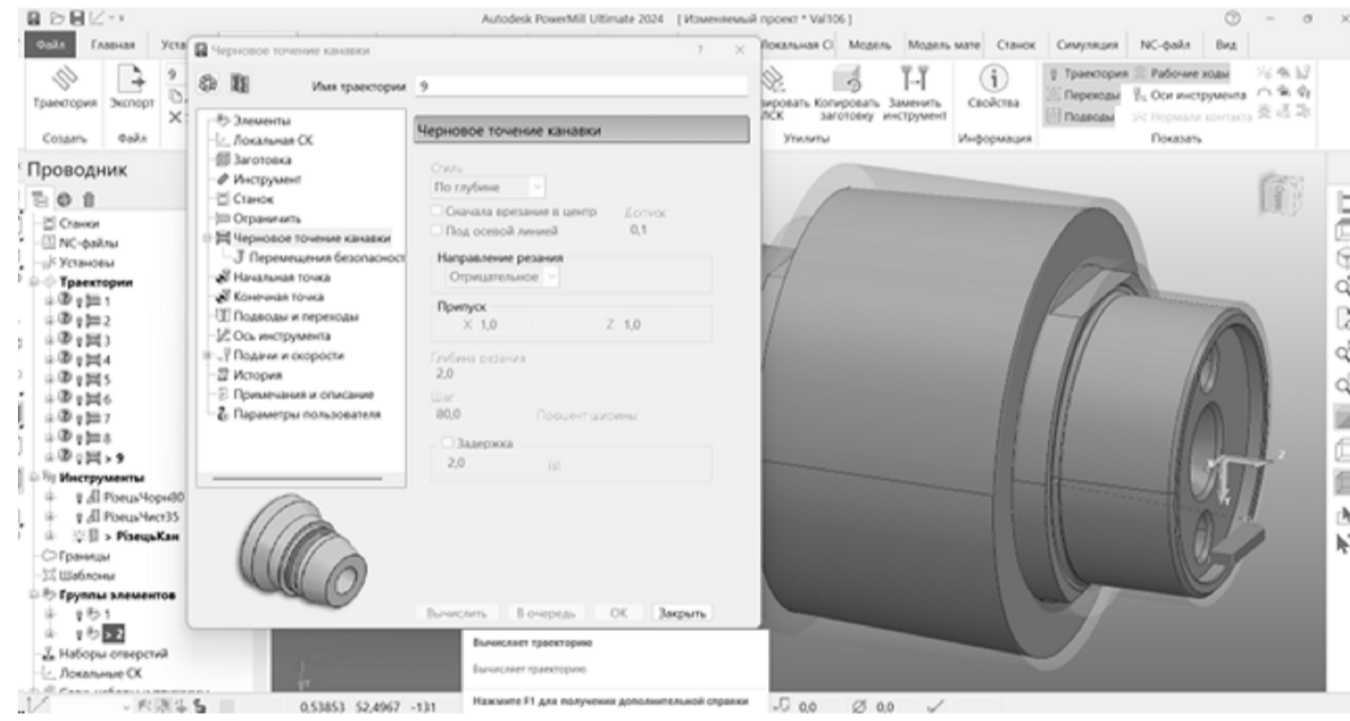 Autodesk PowerMill Ultimate 2024 [Изменяемый проект * Val106 ]
Файл Главная Уста Локальная СІ Модель Модель мате Станок Симуляция NC-файл Вид
Траектория Экспорт 9
Создать Файл
ировать Копировать Заменить Свойства
ЛСК заготовку инструмент
Утилиты Информация Показать
Траектория Рабочие ходы
Переходы Оси инструмента
Подводы Нормали контакта
Проводник
Станки
NC-файлы
Установы
Траектории
1
2
3
4
5
6
7
8
> 9
Инструменты
РізецьЧорн80
РізецьЧист35
> РізецьКан
Границы
Шаблоны
Группы элементов
1
> 2
Наборы отверстий
Локальные СК
Черновое точение канавки
Имя траектории 9
Элементы
Локальная СК
Заготовка
Инструмент
Станок
Ограничить
Черновое точение канавки
Перемещения безопасност
Начальная точка
Конечная точка
Подводы и переходы
Ось инструмента
Подачи и скорости
История
Примечания и описание
Параметры пользователя
Черновое точение канавки
Стиль
По глубине
Сначала врезание в центр Допуск
Под осевой линией 0,1
Направление резания
Отрицательное
Припуск
X 1,0 Z 1,0
Глубина резания
2,0
Шаг
80,0 Процент ширины
Задержка
2,0
Вычислить В очередь ОК Закрыть
Вычисляет траекторию
Вычисляет траекторию
Нажмите F1 для получения дополнительной справки
0,53853 52,4967 -131
0,0 0,0
Z